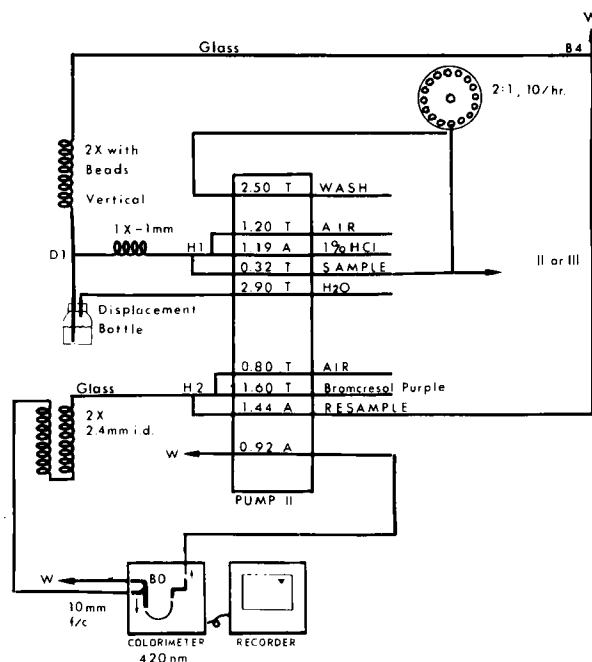 W
Glass
B4
2:1, 10/hr.
2X with
Beads
Vertical
2.50 T WASH
1.20 T AIR
D1
1X-1mm
H1
1.19 A 1% HCl
0.32 T SAMPLE
II or III
2.90 T H2O
Displacement
Bottle
0.80 T AIR
Glass
H2
1.60 T Bromcresol Purple
1.44 A RESAMPLE
2X
2.4mm i.d.
W
0.92 A
PUMP II
W
BO
10mm
f/c
COLORIMETER
420nm
RECORDER